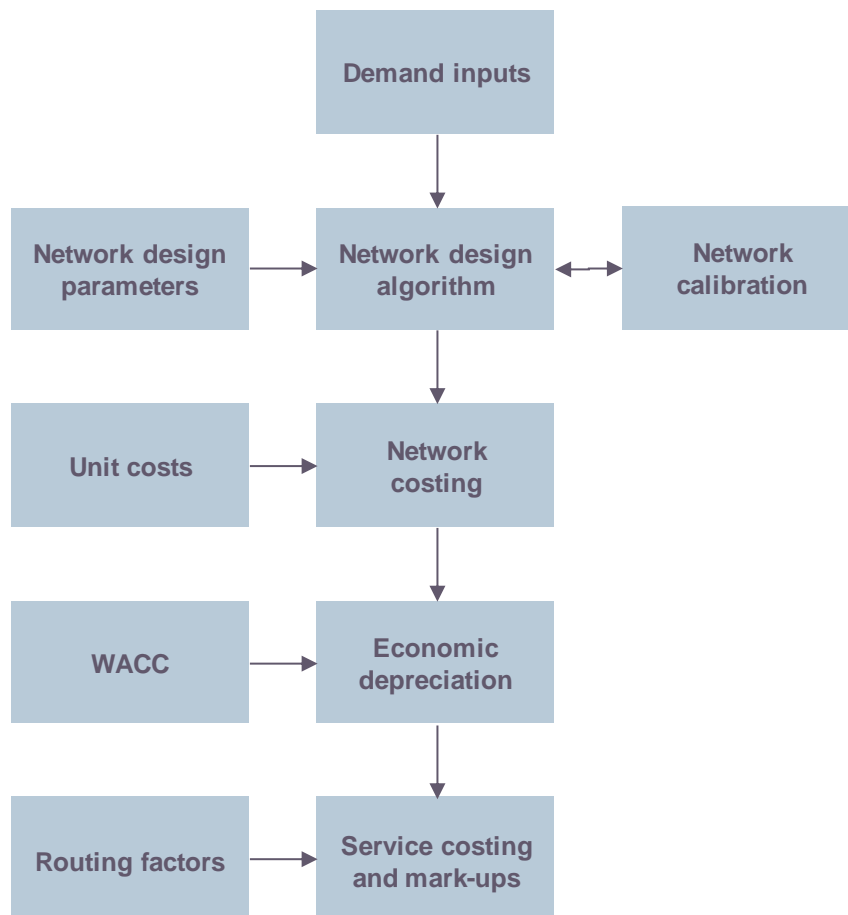 Demand inputs
Network design
parameters
Network design
algorithm
Network
calibration
Unit costs
Network
costing
WACC
Economic
depreciation
Routing factors
Service costing
and mark-ups